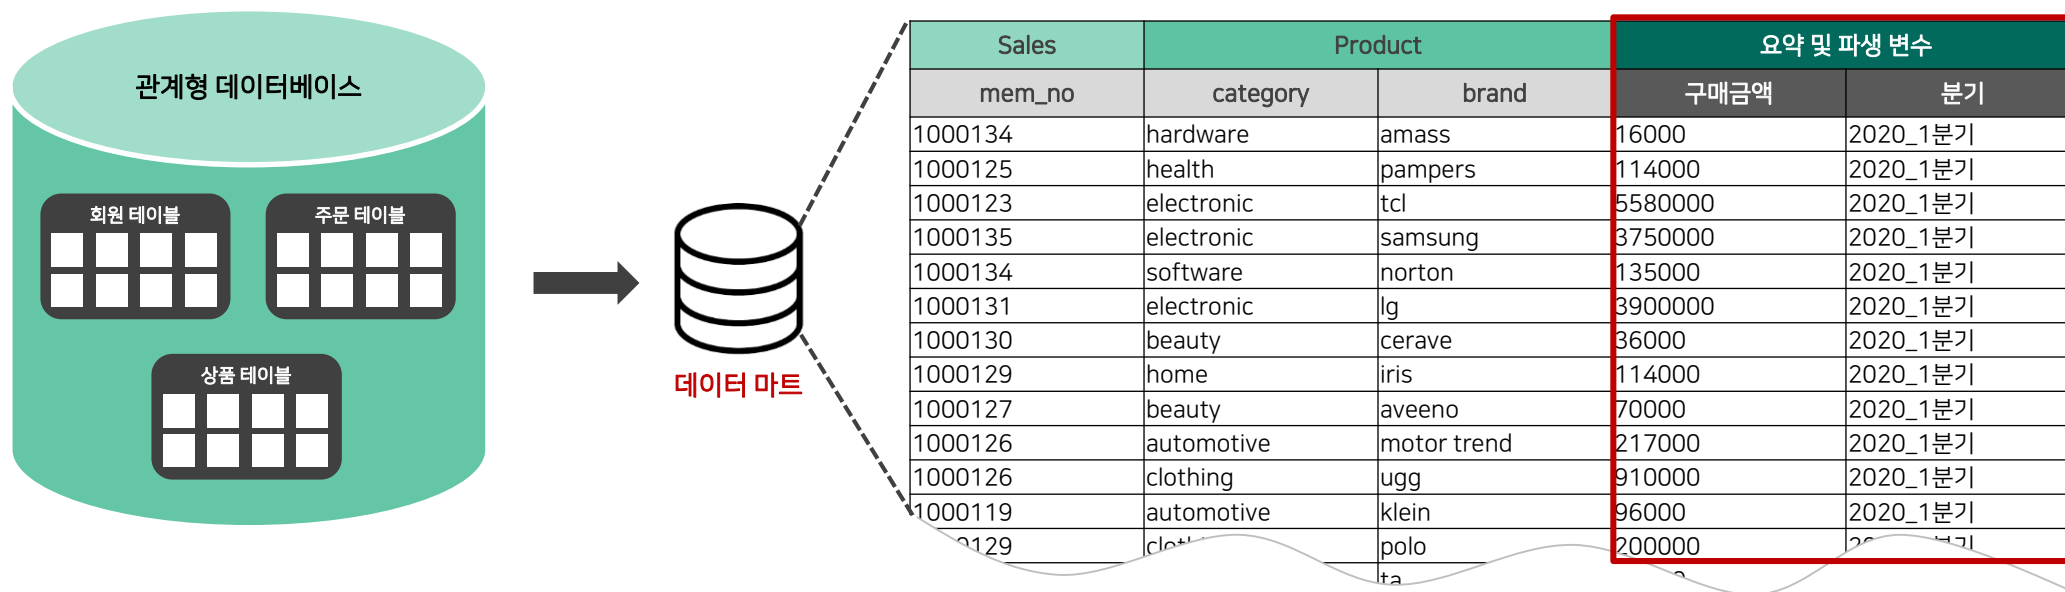 관계형 데이터베이스
회원 테이블 주문 테이블
상품 테이블
데이터 마트
Sales Product 요약 및 파생 변수
mem_no category brand 구매금액 분기
1000134 hardware amass 16000 2020_1분기
1000125 health pampers 114000 2020_1분기
1000123 electronic tcl 5580000 2020_1분기
1000135 electronic samsung 3750000 2020_1분기
1000134 software norton 135000 2020_1분기
1000131 electronic lg 3900000 2020_1분기
1000130 beauty cerave 36000 2020_1분기
1000129 home iris 114000 2020_1분기
1000127 beauty aveeno 70000 2020_1분기
1000126 automotive motor trend 217000 2020_1분기
1000126 clothing ugg 910000 2020_1분기
1000119 automotive klein 96000 2020_1분기
polo 200000